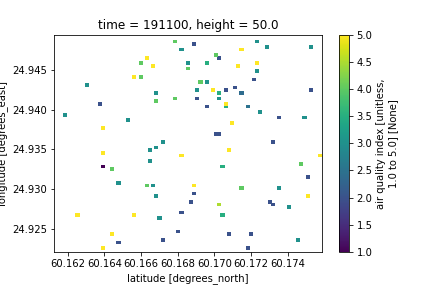 time = 191100, height = 50.0
24.945
24.940
24.935
24.930
24.925
longitude [degrees_east]
60.162 60.164 60.166 60.168 60.170 60.172 60.174
latitude [degrees_north]
5.0
4.5
4.0
3.5
3.0
2.5
2.0
1.5
1.0
air quality index [unitless,
1.0 to 5.0] [None]